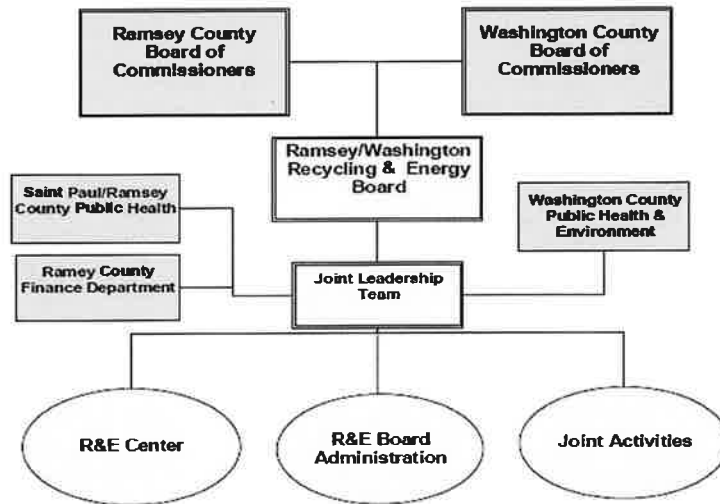 Ramsey County
Board of
Commissioners
Washington County
Board of
Commissioners
Ramsey/Washington
Recycling & Energy
Board
Saint Paul/Ramsey
County Public Health
Washington County
Public Health &
Environment
Ramey County
Finance Department
Joint Leadership
Team
R&E Center
R&E Board
Administration
Joint Activities